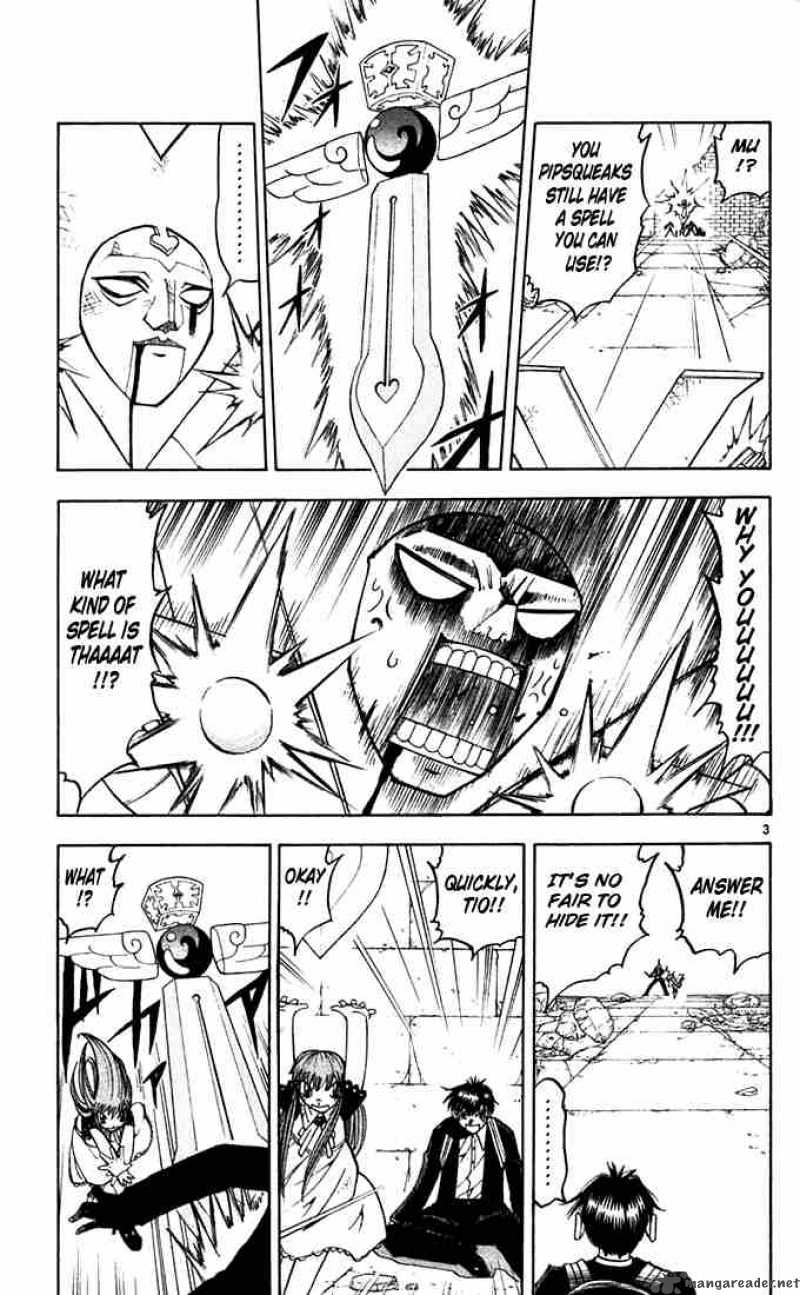 MU
!?
YOU
PIPSQUEAKS
STILL HAVE
A SPELL
YOU CAN
USE!?
.........
WHY YOUUUUUU!!!
WHAT
KIND OF
SPELL IS
THAAAAT
!!?
3
ANSWER
ME!!
IT'S NO
FAIR TO
HIDE IT!!
.........
QUICKLY,
TIO!!
OKAY
!!
WHAT
!?
mangareader.net